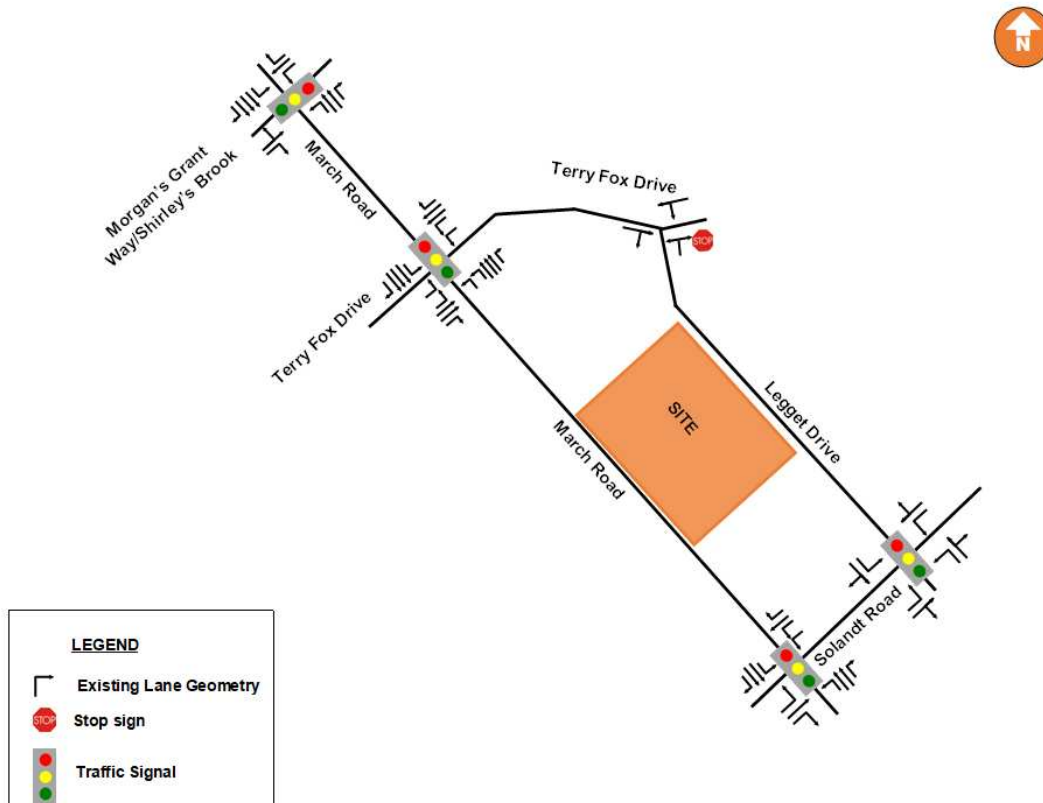 N
Morgan's Grant
Way/Shirley's Brook
March Road
Terry Fox Drive
STOP
Terry Fox Drive
SITE
Legget Drive
March Road
Solandt Road
LEGEND
Existing Lane Geometry
STOP
Stop sign
Traffic Signal